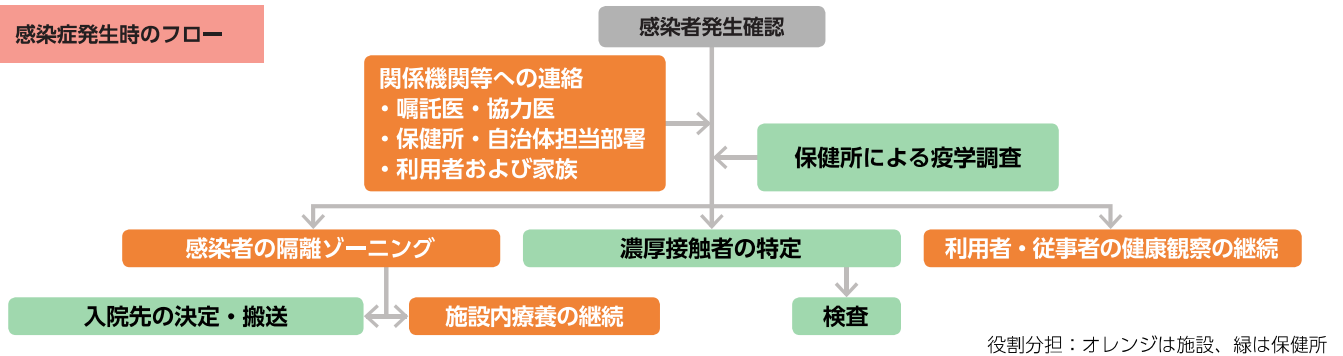 感染症発生時のフロー
感染者発生確認
関係機関等への連絡
・嘱託医・協力医
・保健所・自治体担当部署
・利用者および家族
保健所による疫学調査
感染者の隔離ゾーニング
濃厚接触者の特定
利用者・従事者の健康観察の継続
入院先の決定・搬送
施設内療養の継続
検査
役割分担：オレンジは施設、緑は保健所